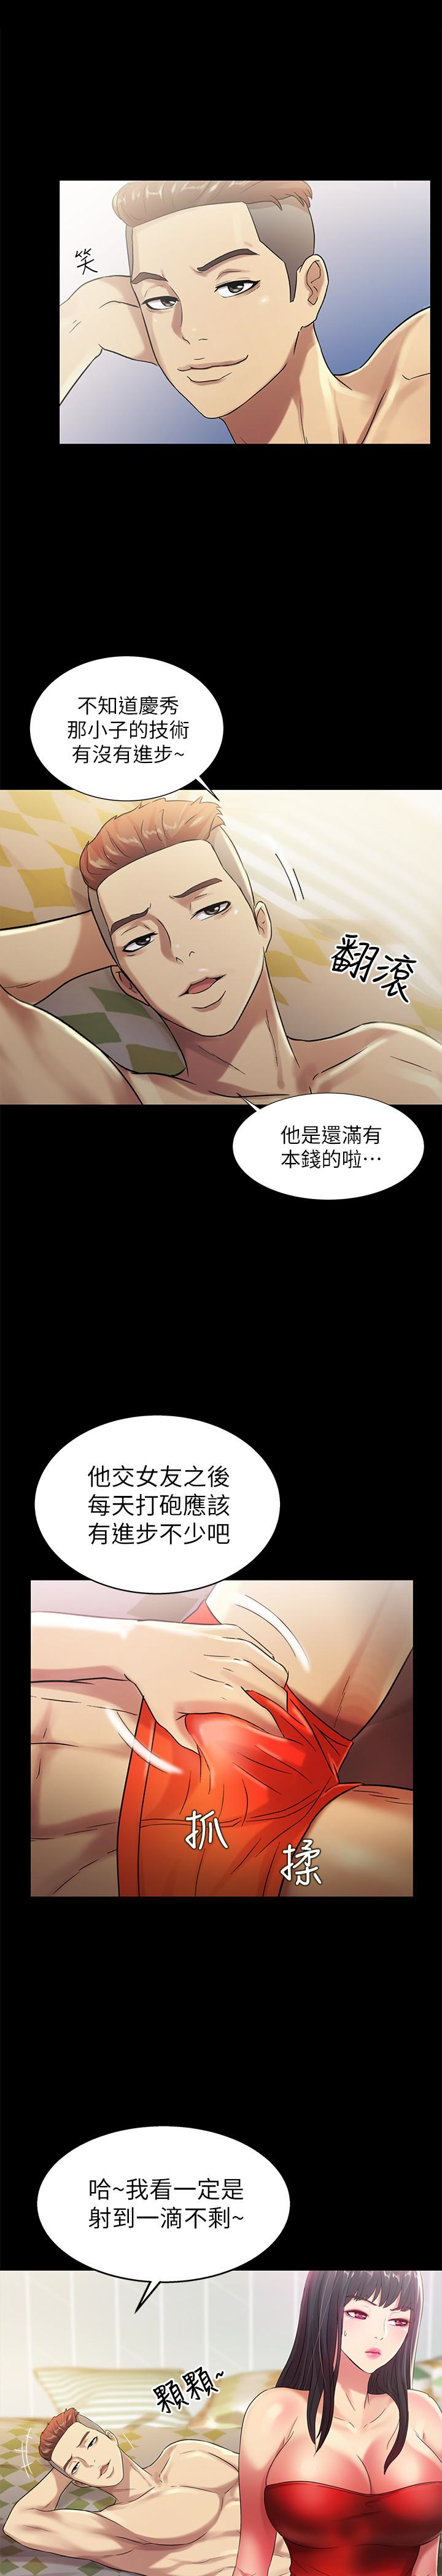 笑
不知道慶秀
那小子的技術
有沒有進步~
翻滾
他是還滿有
本錢的啦…
他交女友之後
每天打砲應該
有進步不少吧
抓
揉
哈~我看一定是
射到一滴不剩~
顆顆~